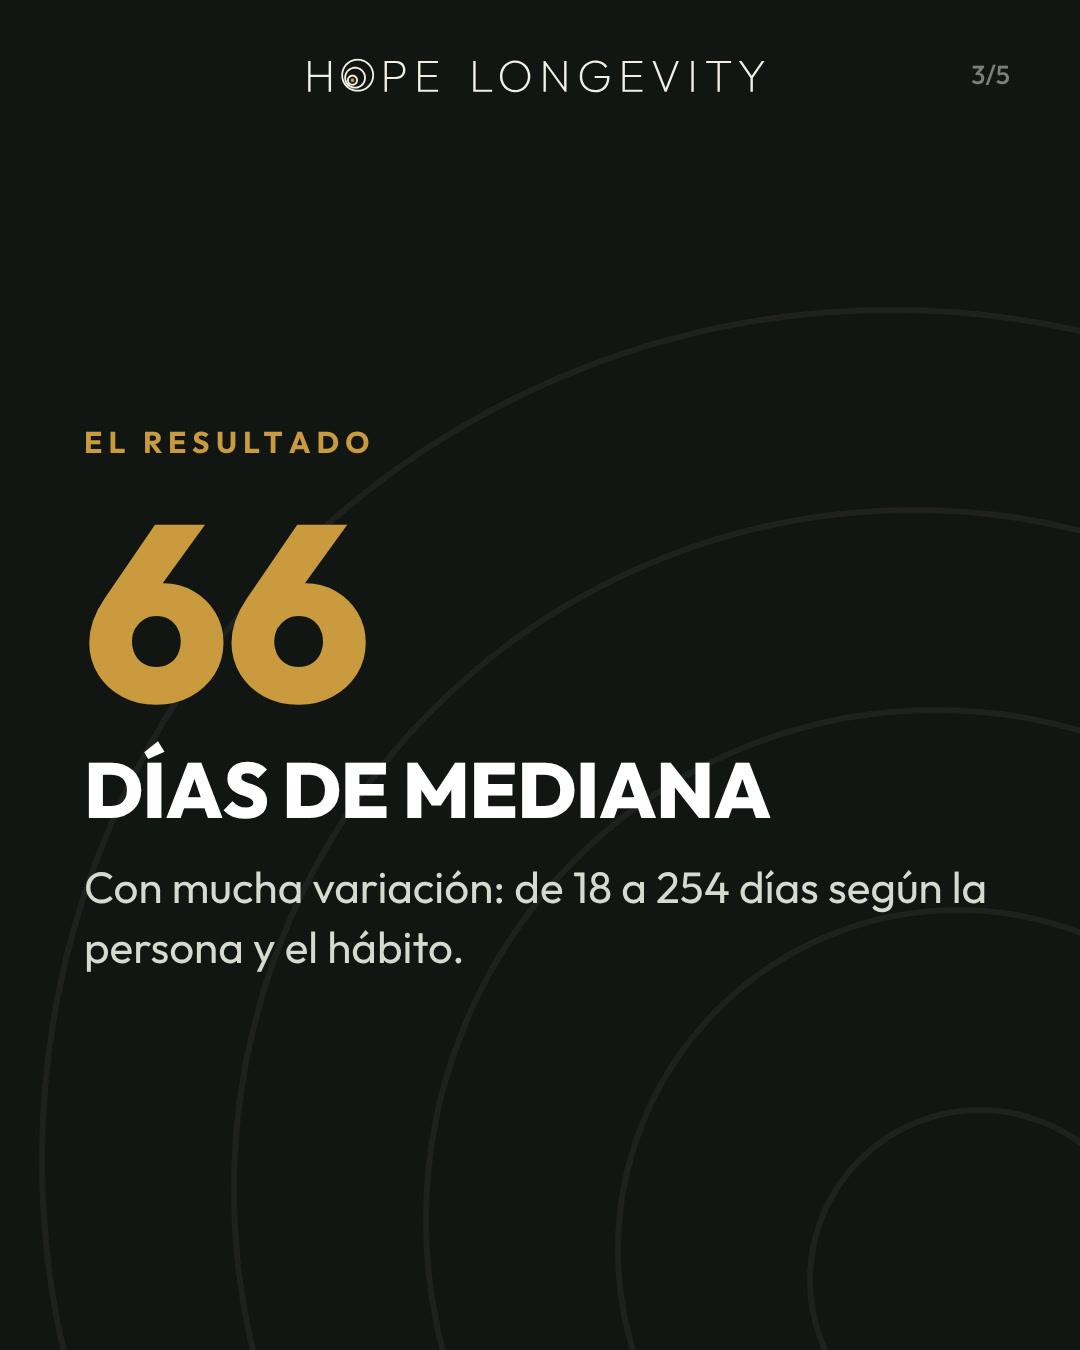 HOPE LONGEVITY
3/5
EL RESULTADO
66
DÍAS DE MEDIANA
Con mucha variación: de 18 a 254 días según la
persona y el hábito.